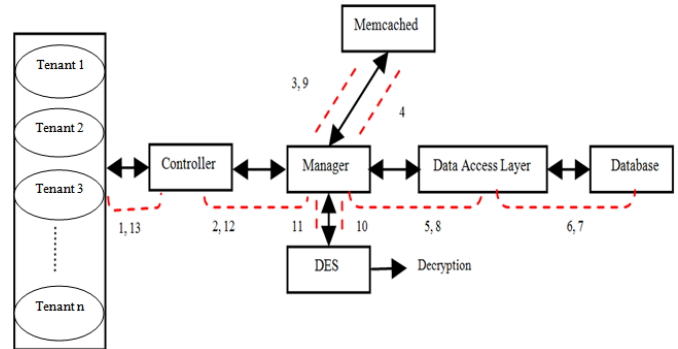 Memcached
Tenant 1
3, 9
4
Tenant 2
Controller
Manager
Data Access Layer
Database
Tenant 3
1, 13
2, 12
11
10
5, 8
6, 7
DES
Decryption
Tenant n